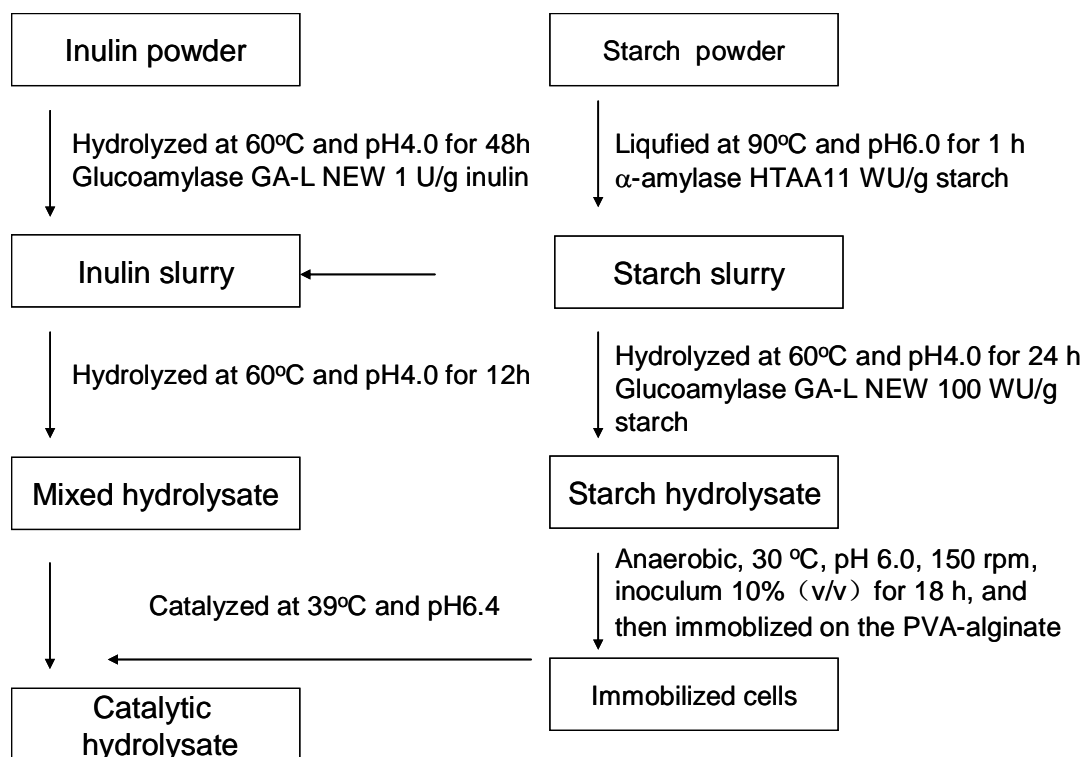 Inulin powder
Starch  powder
Hydrolyzed at 60ºC and pH4.0 for 48h
Glucoamylase GA-L NEW 1 U/g inulin
Liqufied at 90ºC and pH6.0 for 1 h
α-amylase HTAA11 WU/g starch
Inulin slurry
Starch slurry
Hydrolyzed at 60ºC and pH4.0 for 12h
Hydrolyzed at 60ºC and pH4.0 for 24 h
Glucoamylase GA-L NEW 100 WU/g
starch
Mixed hydrolysate
Starch hydrolysate
Anaerobic, 30 ºC, pH 6.0, 150 rpm,
inoculum 10%（v/v）for 18 h, and
then immoblized on the PVA-alginate
Catalyzed at 39ºC and pH6.4
Immobilized cells
Catalytic
hydrolysate